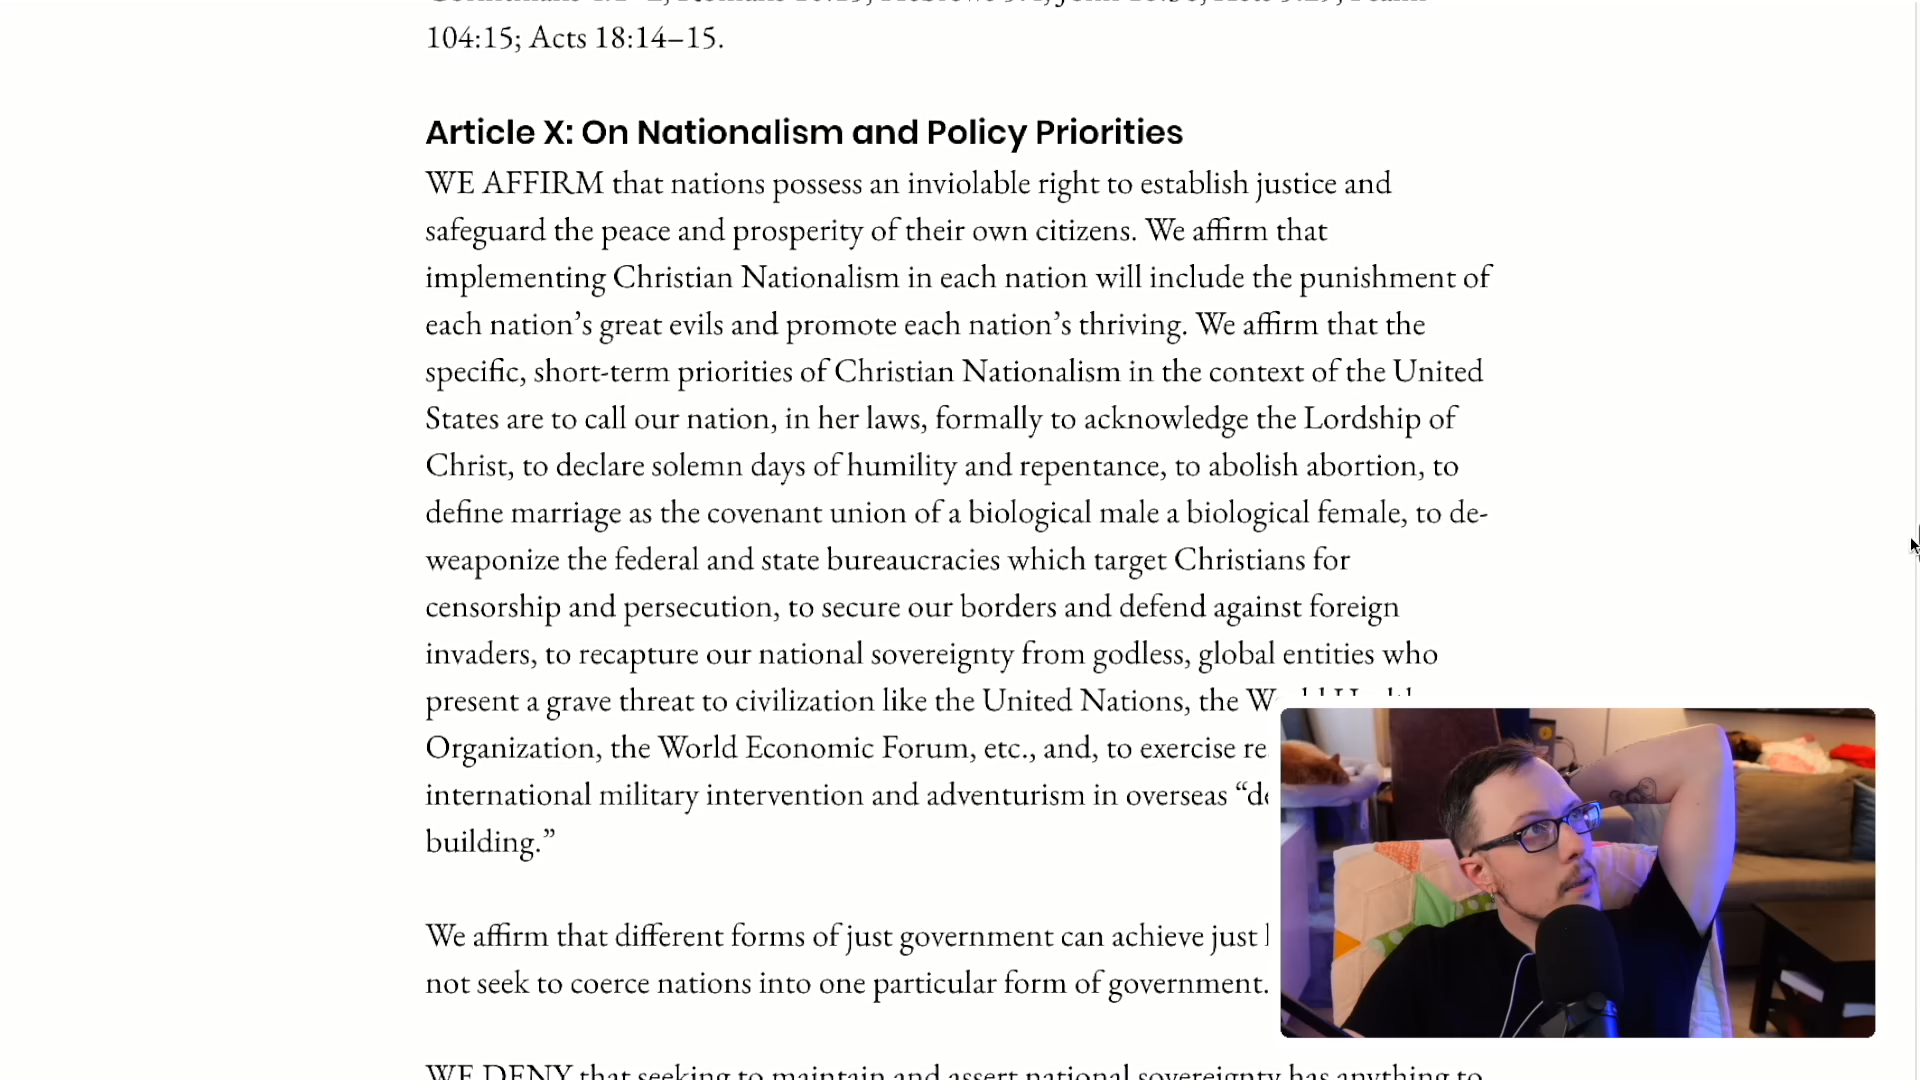 104:15; Acts 18:14–15.
Article X: On Nationalism and Policy Priorities
WE AFFIRM that nations possess an inviolable right to establish justice and
safeguard the peace and prosperity of their own citizens. We affirm that
implementing Christian Nationalism in each nation will include the punishment of
each nation’s great evils and promote each nation’s thriving. We affirm that the
specific, short-term priorities of Christian Nationalism in the context of the United
States are to call our nation, in her laws, formally to acknowledge the Lordship of
Christ, to declare solemn days of humility and repentance, to abolish abortion, to
define marriage as the covenant union of a biological male a biological female, to de-
weaponize the federal and state bureaucracies which target Christians for
censorship and persecution, to secure our borders and defend against foreign
invaders, to recapture our national sovereignty from godless, global entities who
present a grave threat to civilization like the United Nations, the
Organization, the World Economic Forum, etc., and, to exercise
international military intervention and adventurism in overseas
building.”
We affirm that different forms of just government can achieve just
not seek to coerce nations into one particular form of government.
WE DENY that seeking to maintain and assert national sovereignty has anything to